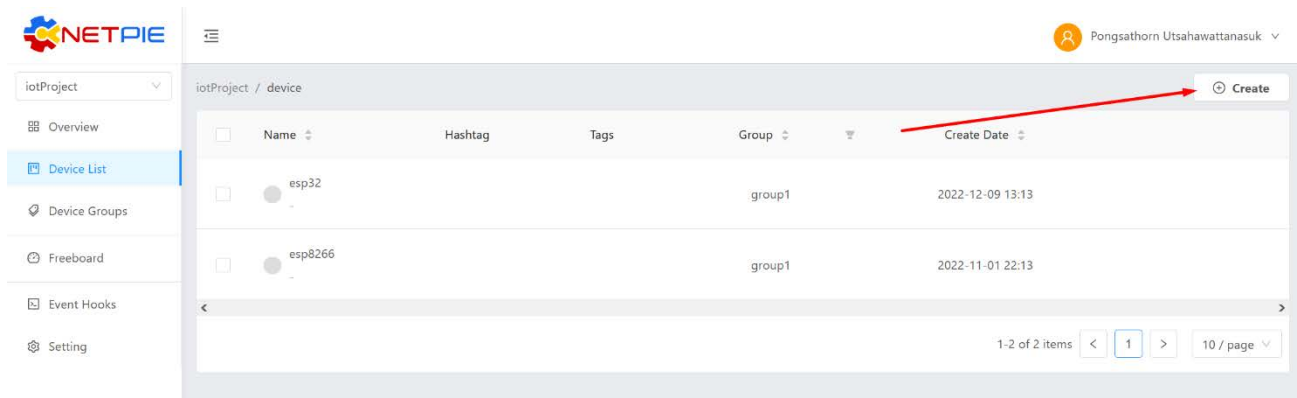 NETPIE
Pongsathorn Utsahawattanasuk
iotProject
iotProject / device
Create
Overview
Name Hashtag Tags Group Create Date
Device List
esp32
-
group1 2022-12-09 13:13
Device Groups
Freeboard
esp8266
-
group1 2022-11-01 22:13
Event Hooks
Setting
1-2 of 2 items < 1 > 10 / page